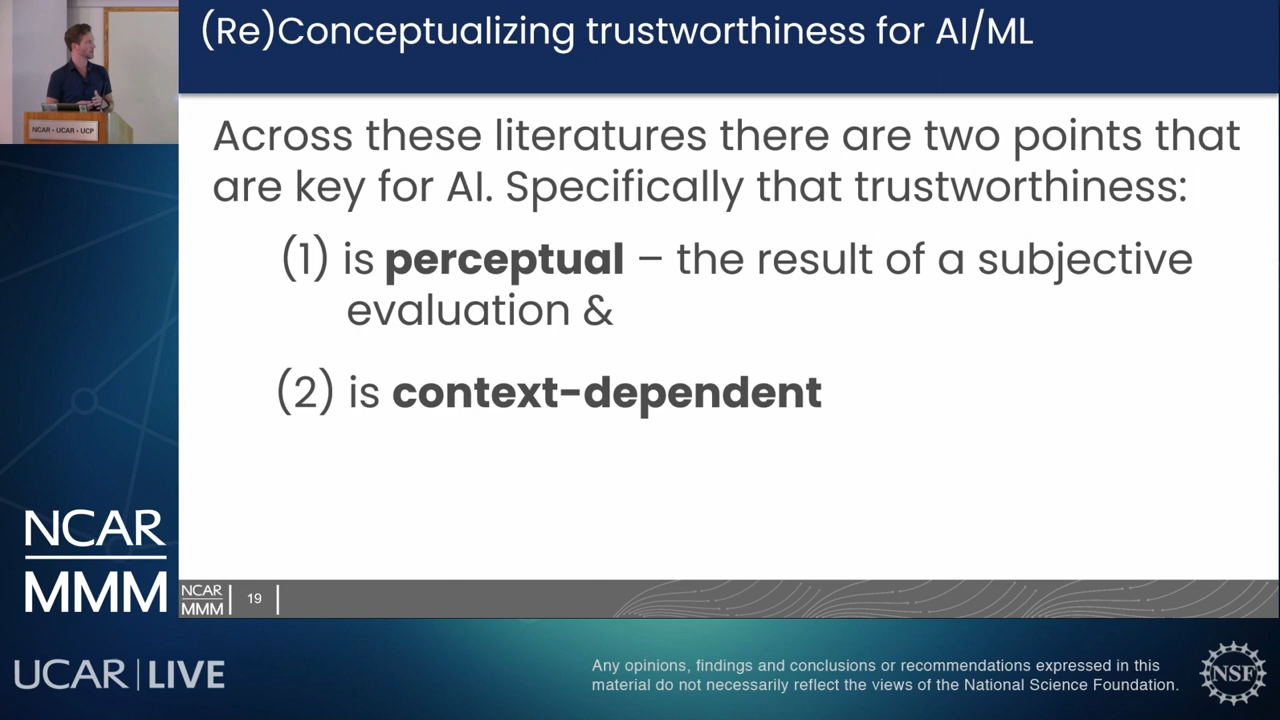 (Re)Conceptualizing trustworthiness for AI/ML
NCAR • UCAR • UCP
Across these literatures there are two points that
are key for AI. Specifically that trustworthiness:
(1) is perceptual – the result of a subjective
evaluation &
(2) is context-dependent
NCAR
MMM
NCAR
MMM
19
UCAR | LIVE
Any opinions, findings and conclusions or recommendations expressed in this
material do not necessarily reflect the views of the National Science Foundation.
NSF